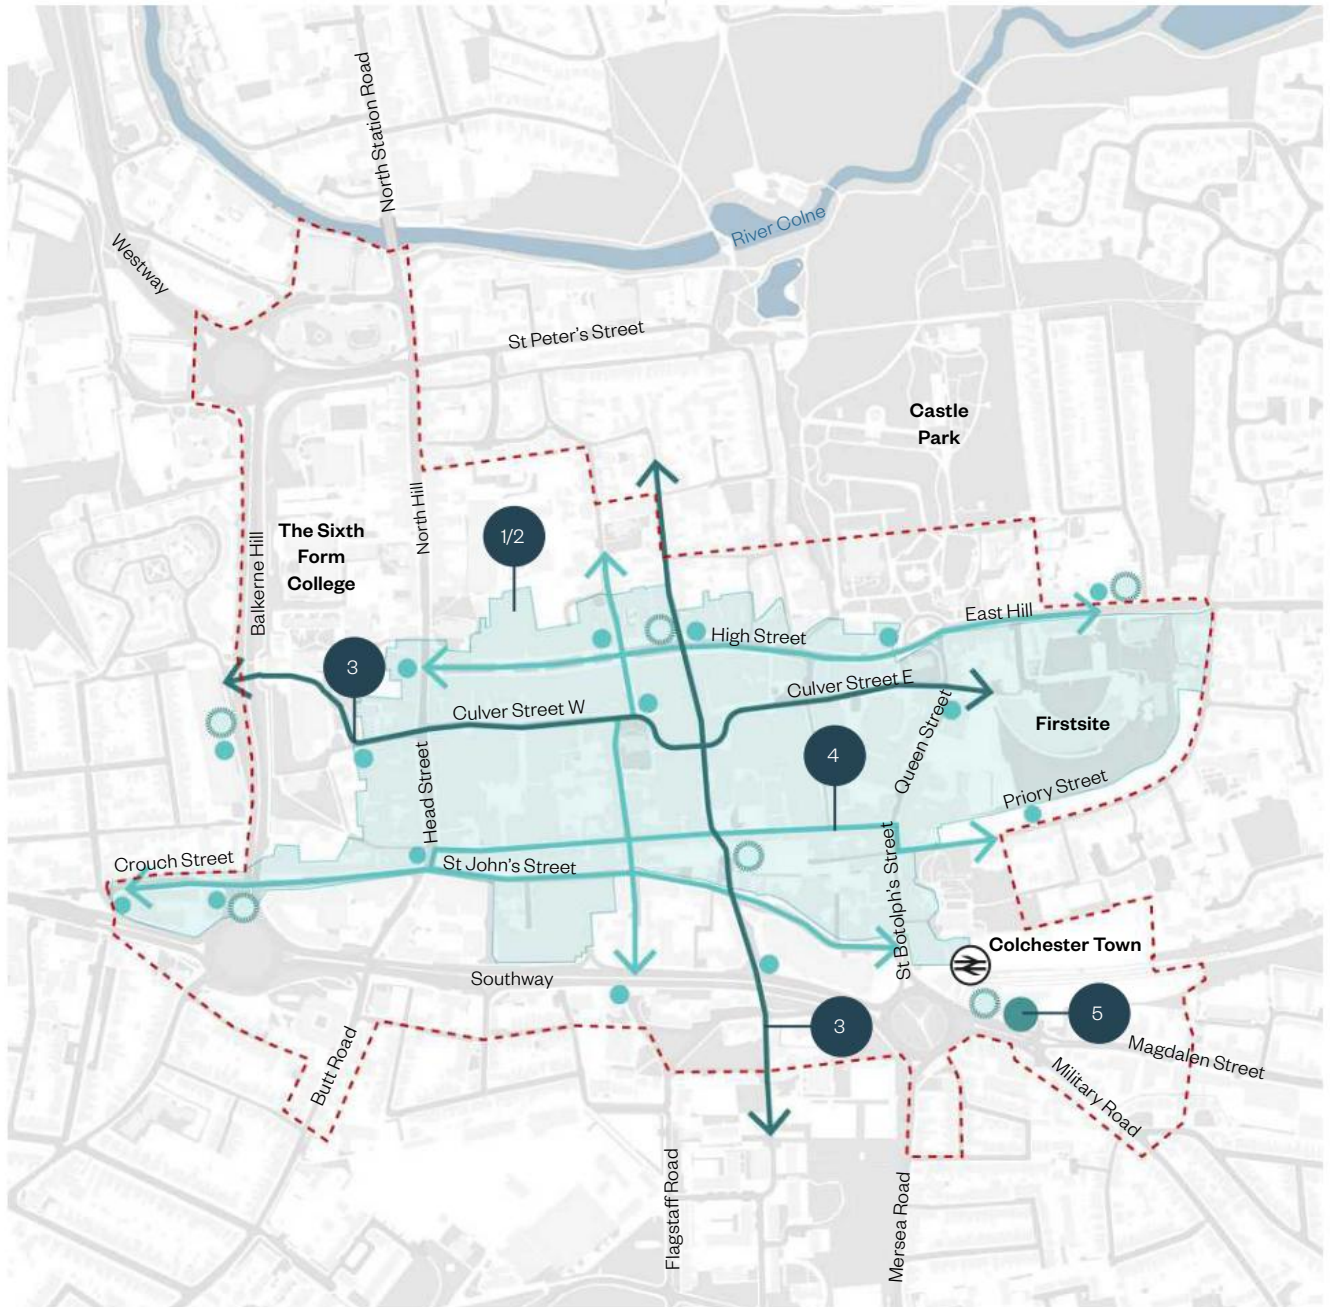 North Station Road
River Colne
Westway
St Peter's Street
Castle
Park
North Hill
1/2
The Sixth
Form
College
Balkerne Hill
East Hill
High Street
3
Culver Street E
Culver Street W
Queen Street
Firstsite
4
Head Street
Priory Street
St Botolph's Street
Crouch Street
St John's Street
Colchester Town
Southway
5
3
Magdalen Street
Butt Road
Military Road
Flagstaff Road
Mersea Road